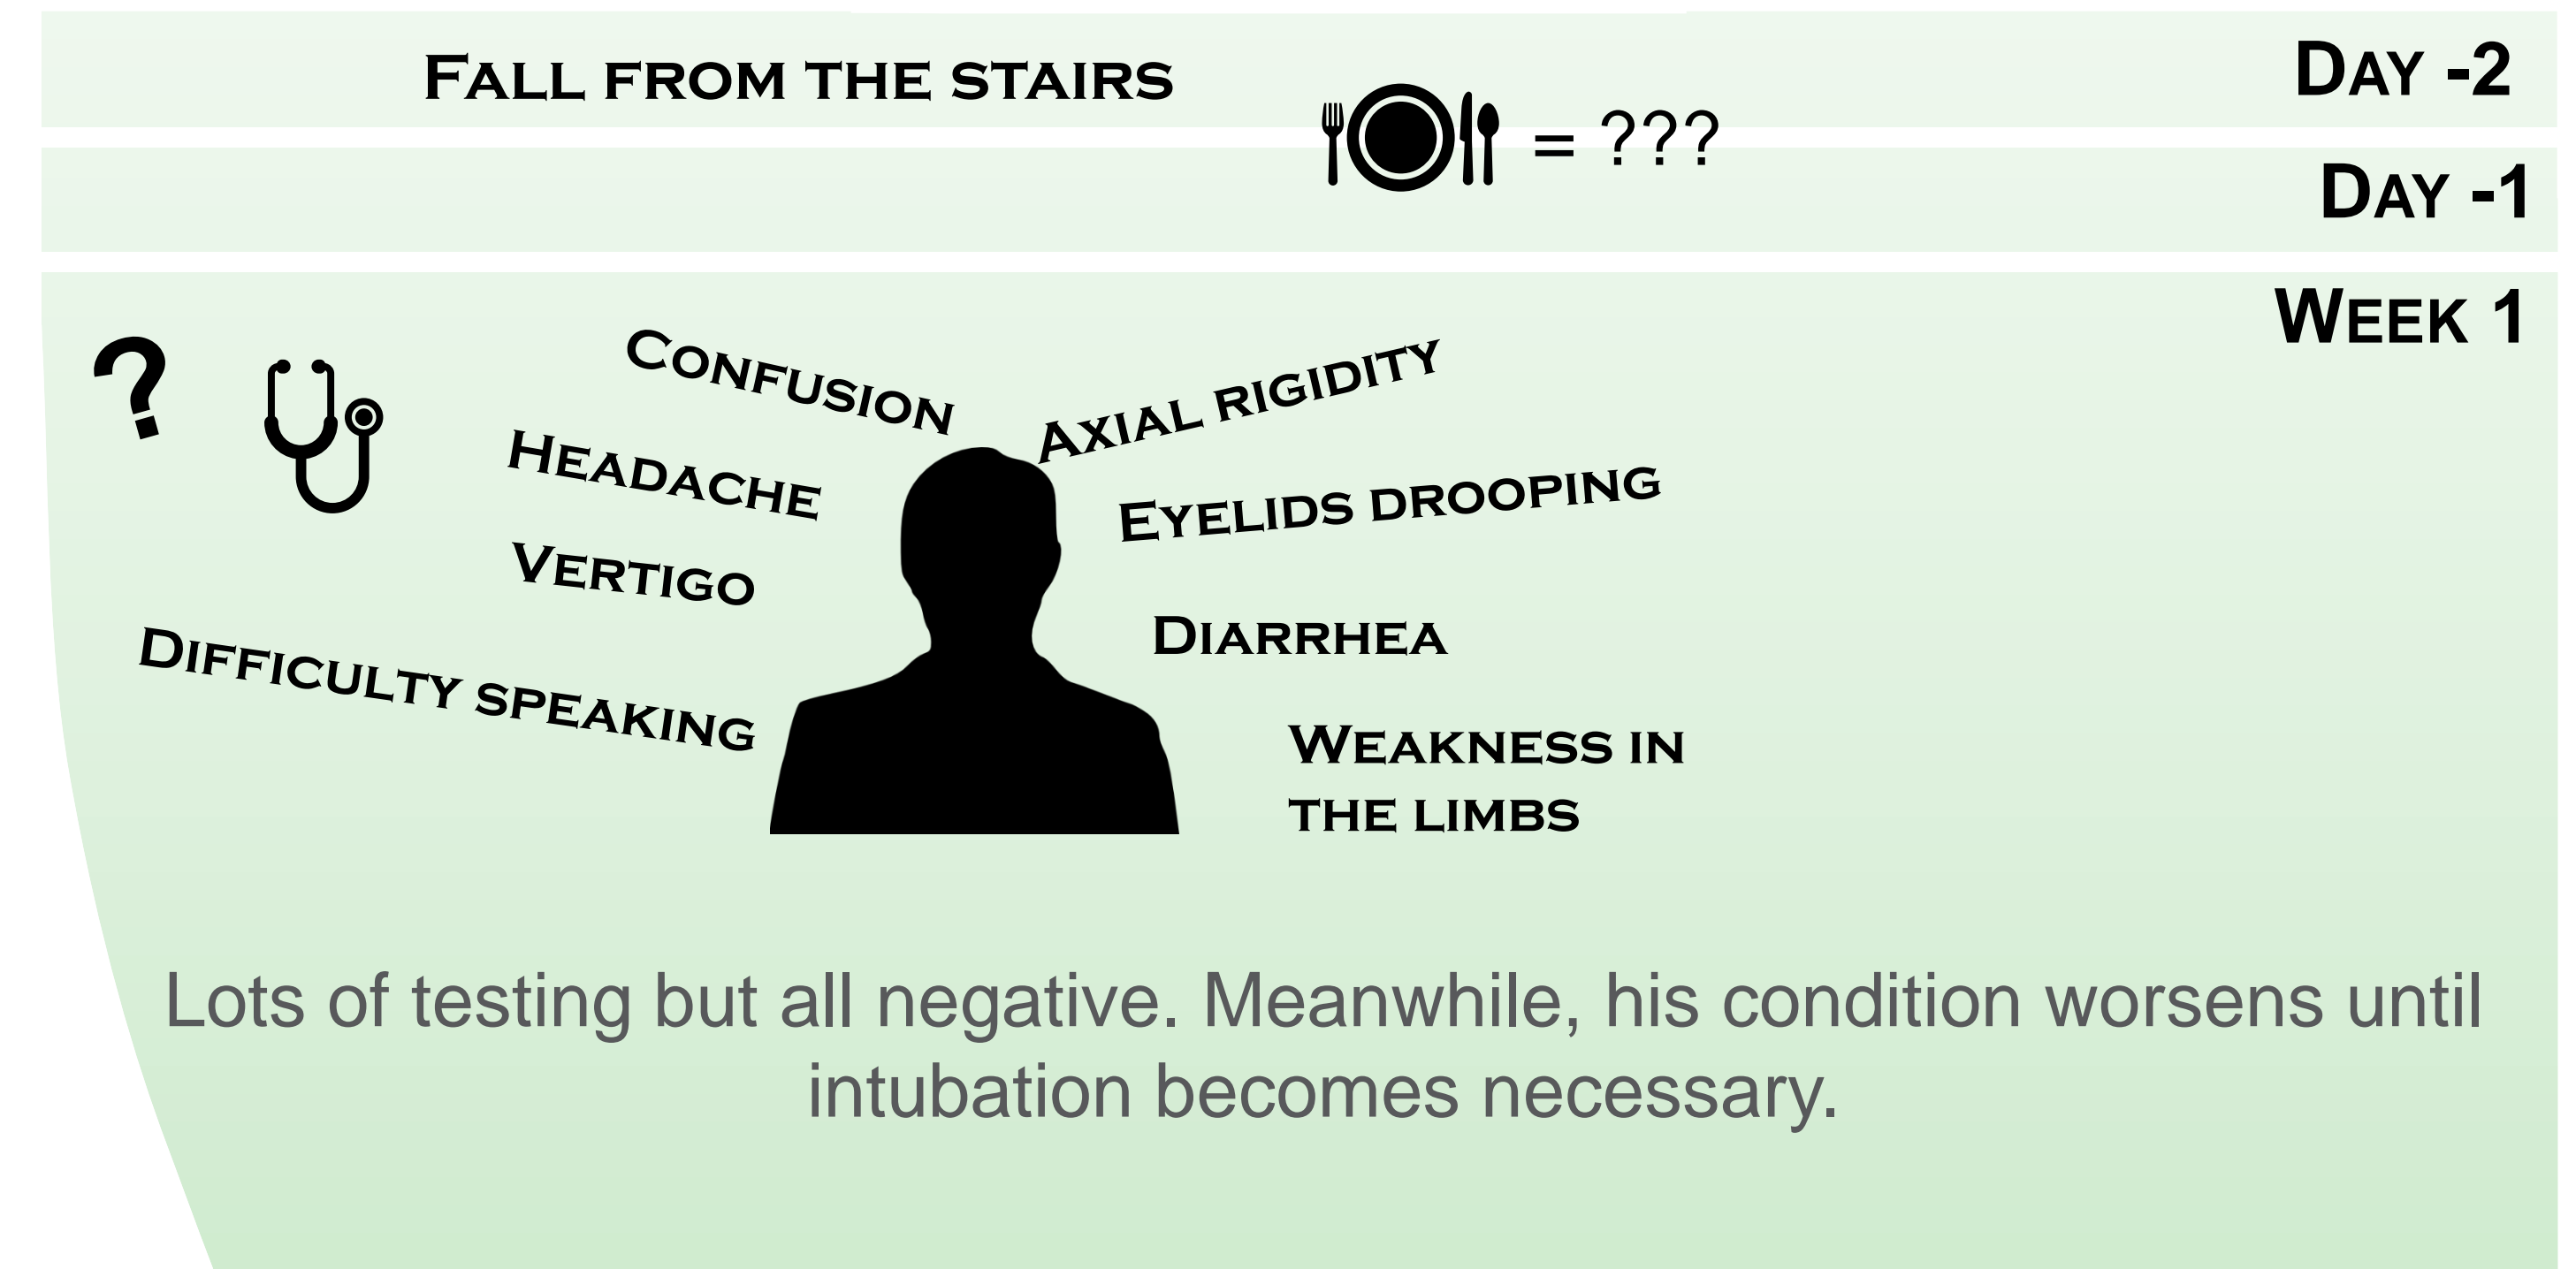 Fall from the stairs
Day -2
= ???
Day -1
Week 1
?
Confusion
Axial rigidity
Headache
Eyelids drooping
Vertigo
Diarrhea
Difficulty speaking
Weakness in
the limbs
Lots of testing but all negative. Meanwhile, his condition worsens until
intubation becomes necessary.